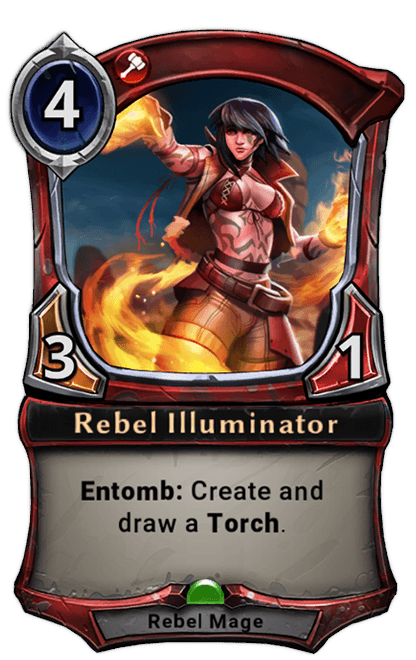 4
3
1
Rebel Illuminator
Entomb: Create and
draw a Torch.
Rebel Mage